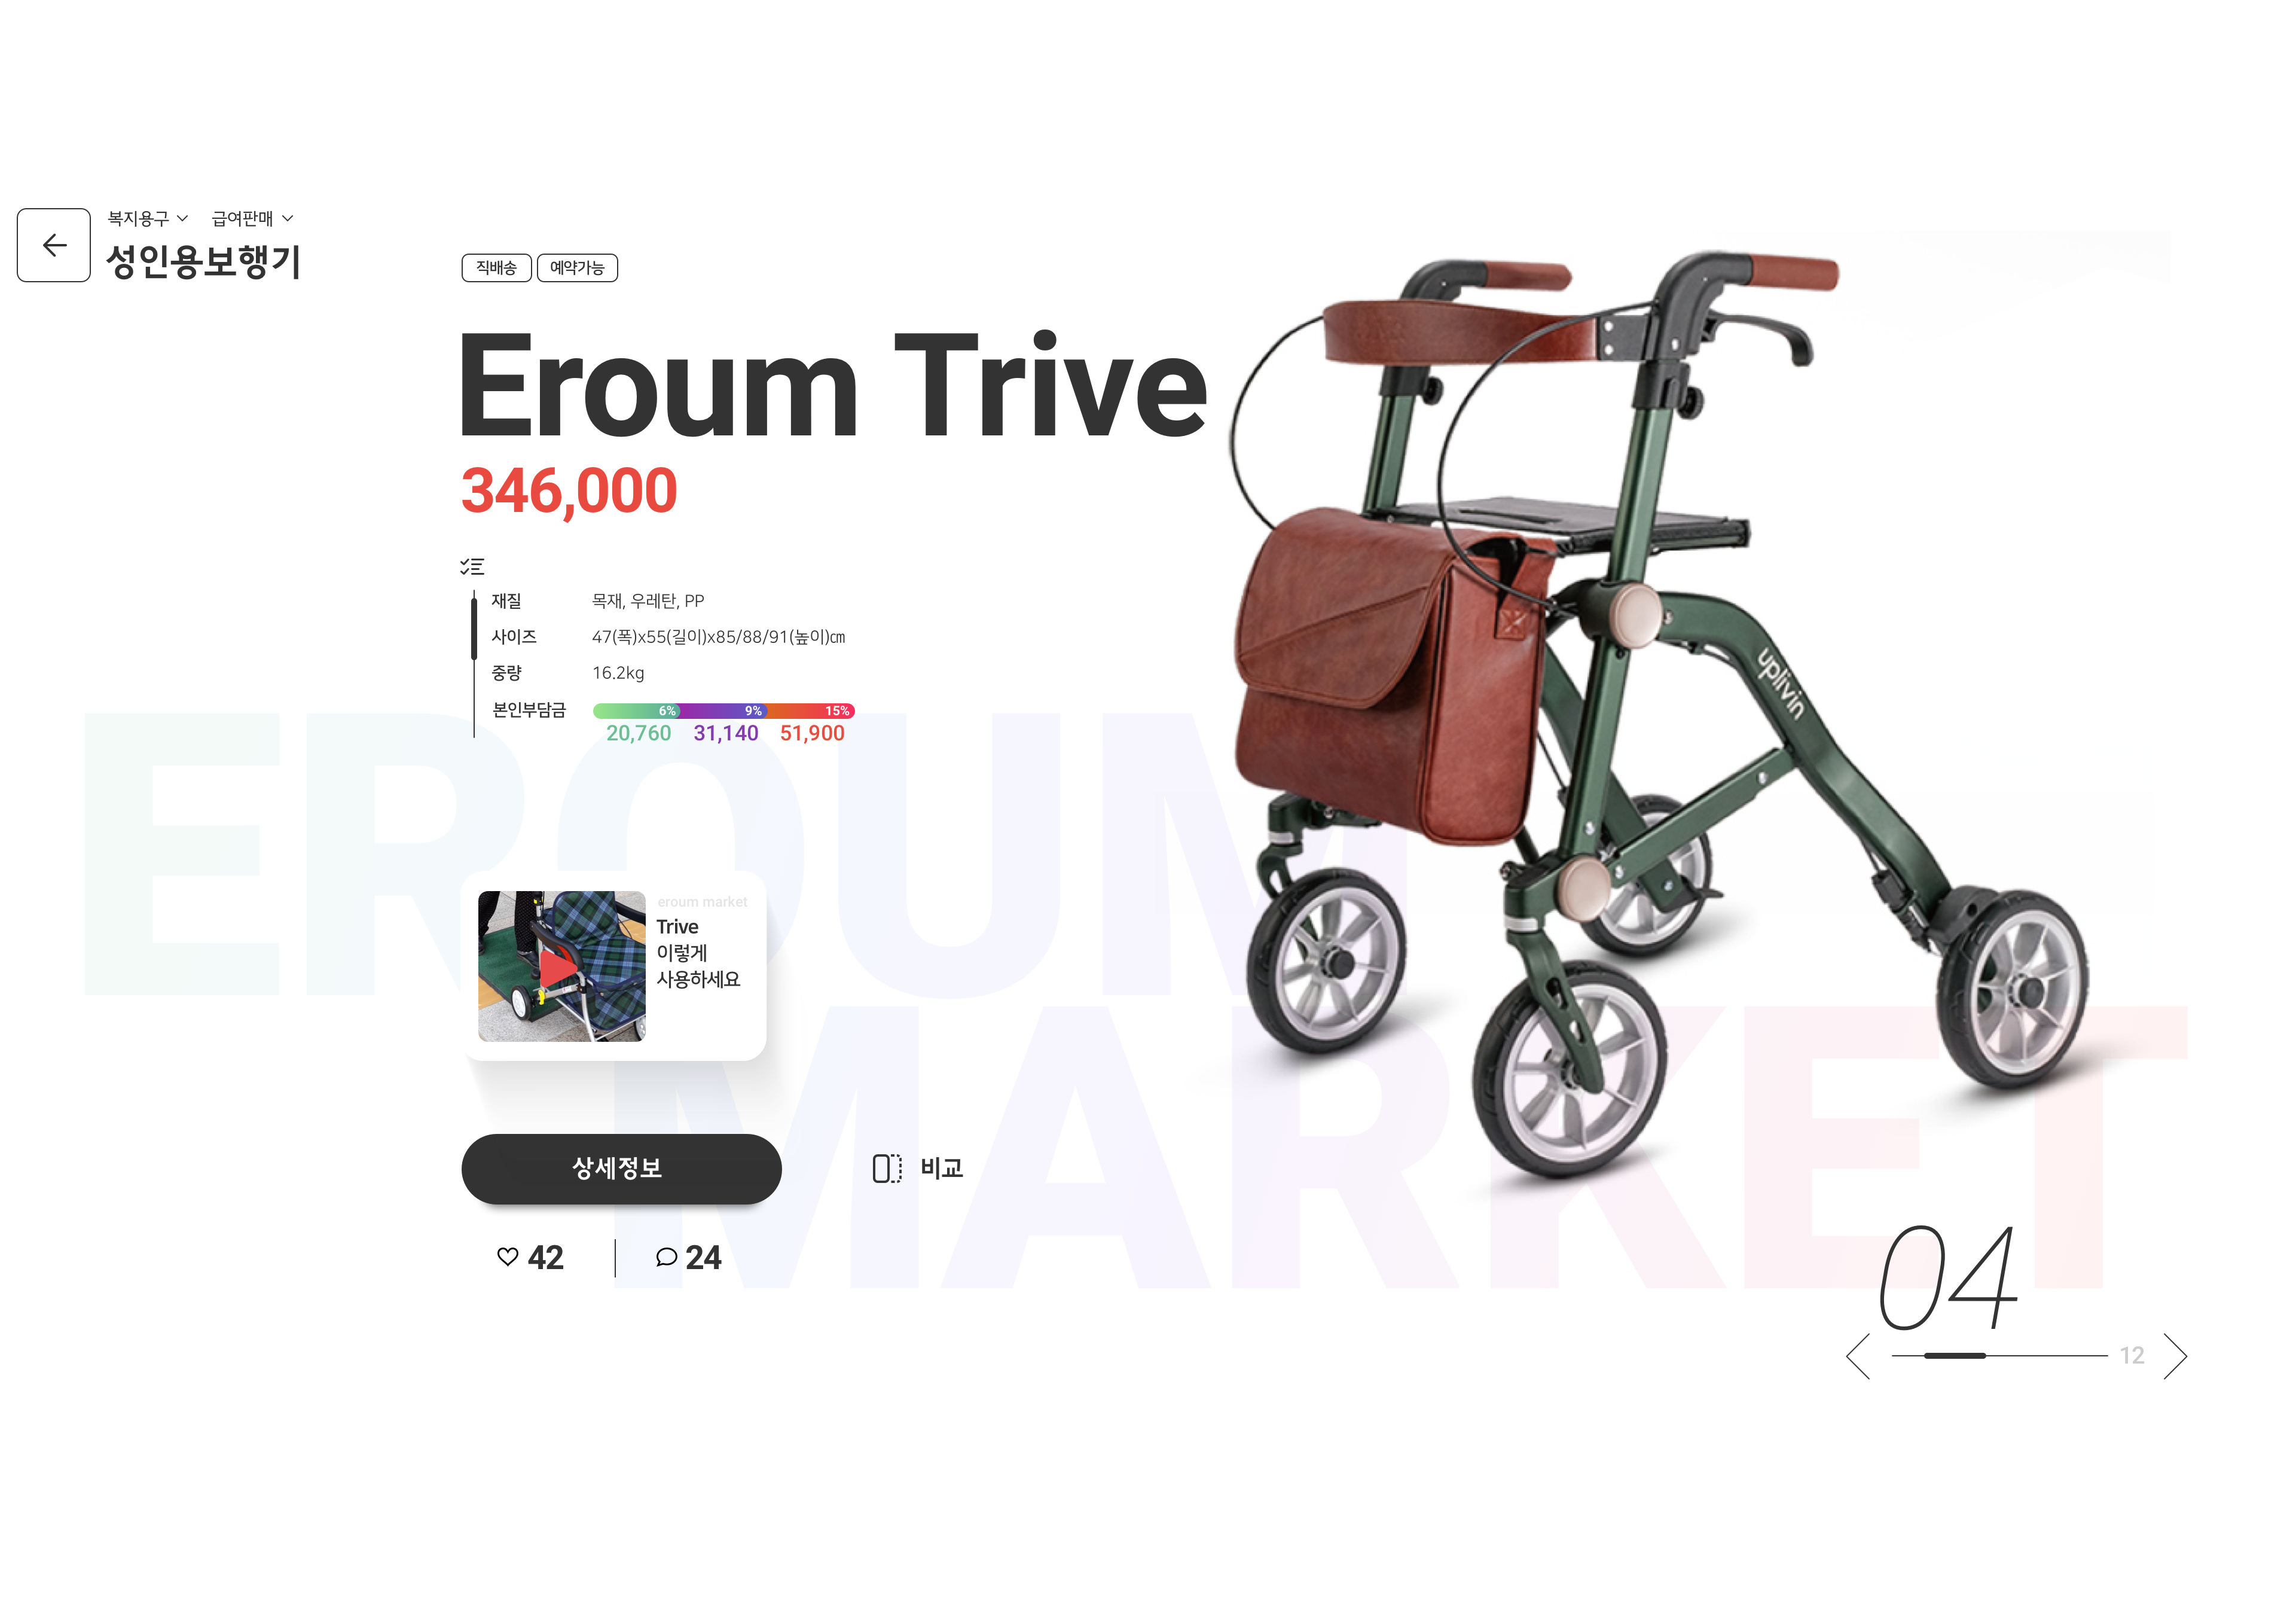 복지용구 급여판매
성인용보행기
직배송 예약가능
Eroum Trive
346,000
재질 목재, 우레탄, PP
사이즈 47(폭)x55(길이)x85/88/91(높이)㎝
중량 16.2kg
본인부담금 6% 9% 15%
20,760 31,140 51,900
uplivin
EROUM
MARKET
eroum market
Trive
이렇게
사용하세요
상세정보
비교
42 24
04
12